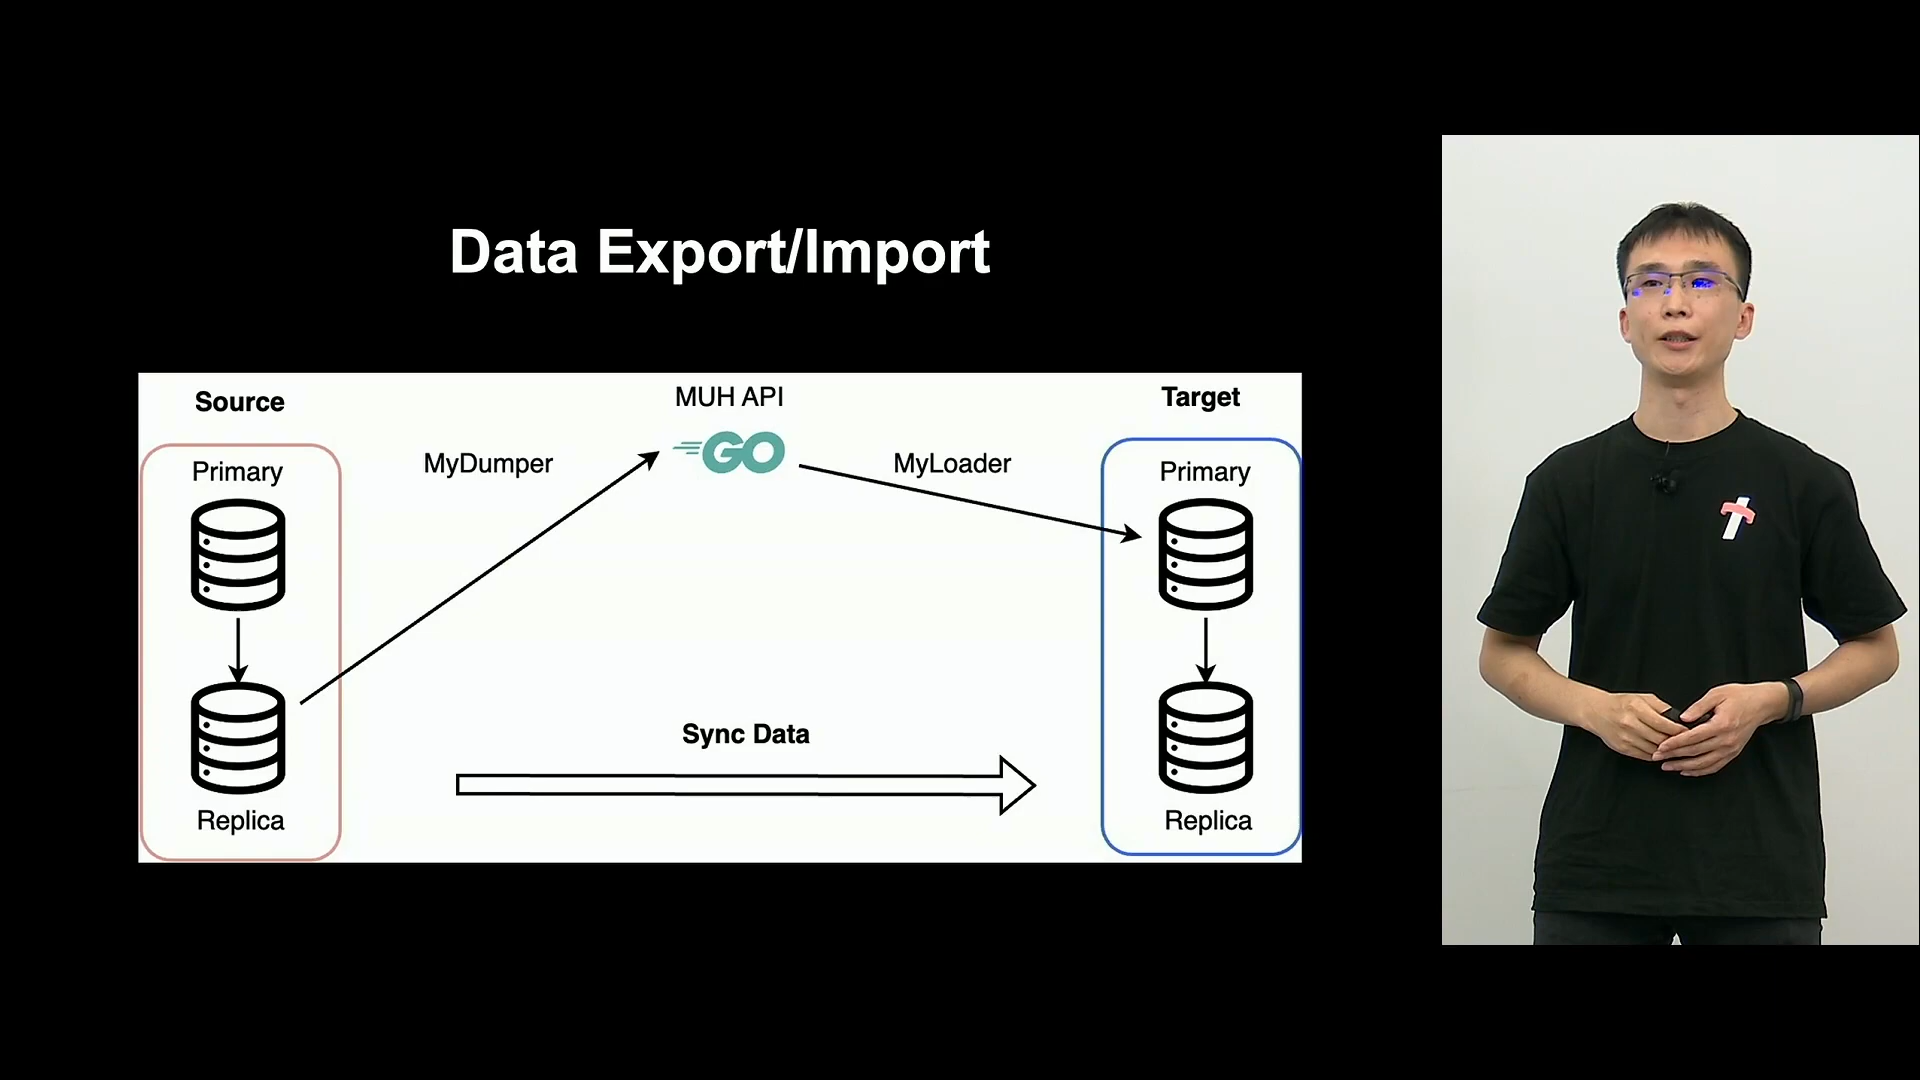 Data Export/Import
Source
MUH API
Target
GO
MyDumper
MyLoader
Primary
Primary
Sync Data
Replica
Replica